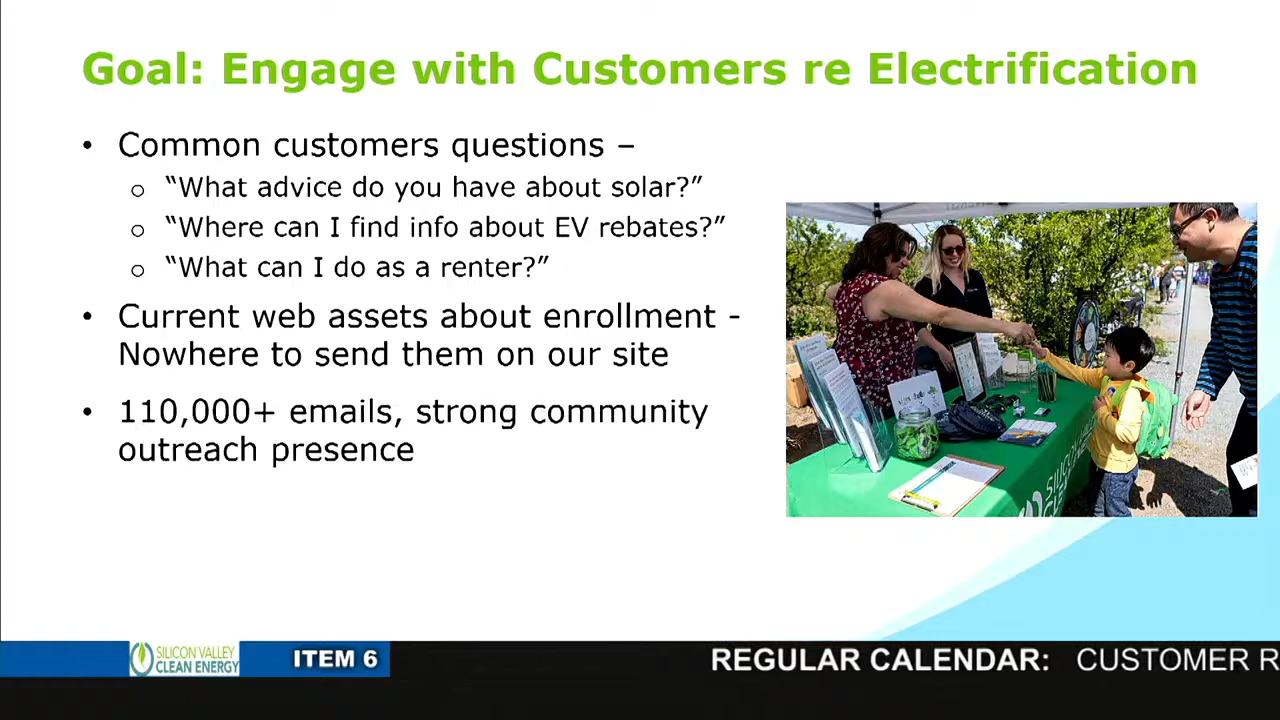 Goal: Engage with Customers re Electrification
• Common customers questions –
o “What advice do you have about solar?”
o “Where can I find info about EV rebates?”
o “What can I do as a renter?”
• Current web assets about enrollment -
Nowhere to send them on our site
• 110,000+ emails, strong community
outreach presence
SILICON VALLEY
CLEAN ENERGY
ITEM 6
REGULAR CALENDAR: CUSTOMER R